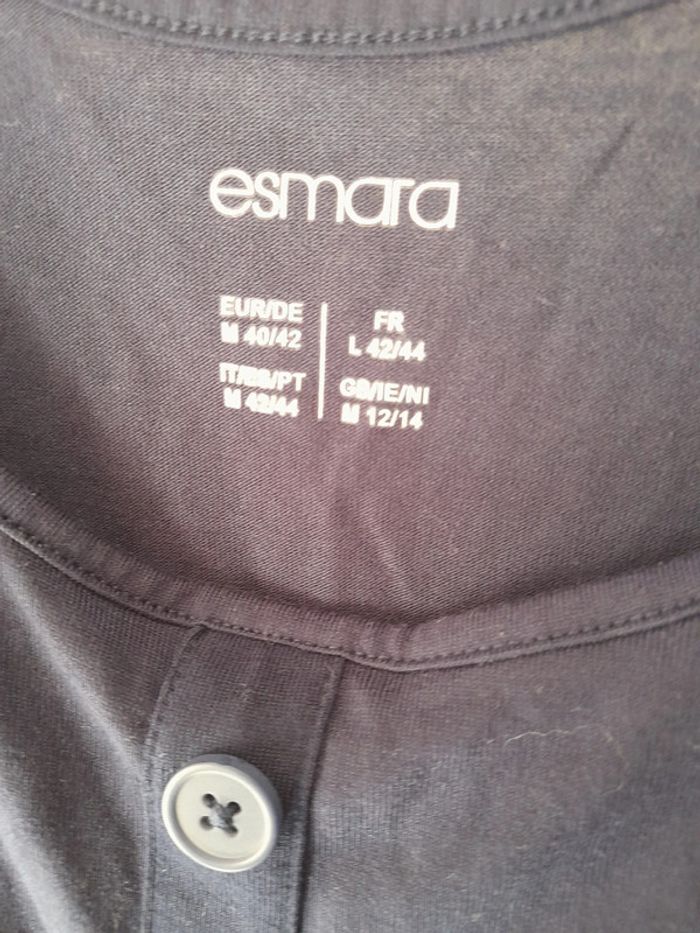 esmara
EUR/DE
M 40/42
FR
L 42/44
IT/ES/PT
M 42/44
GB/IE/NI
M 12/14